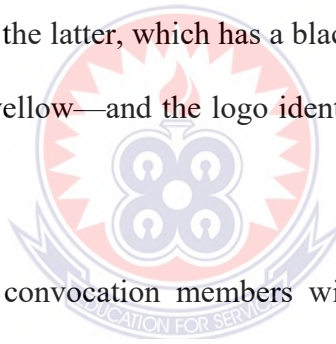 the latter, which has a blac
yellow—and the logo ident
convocation members wi
EDUCATION FOR SERVICE